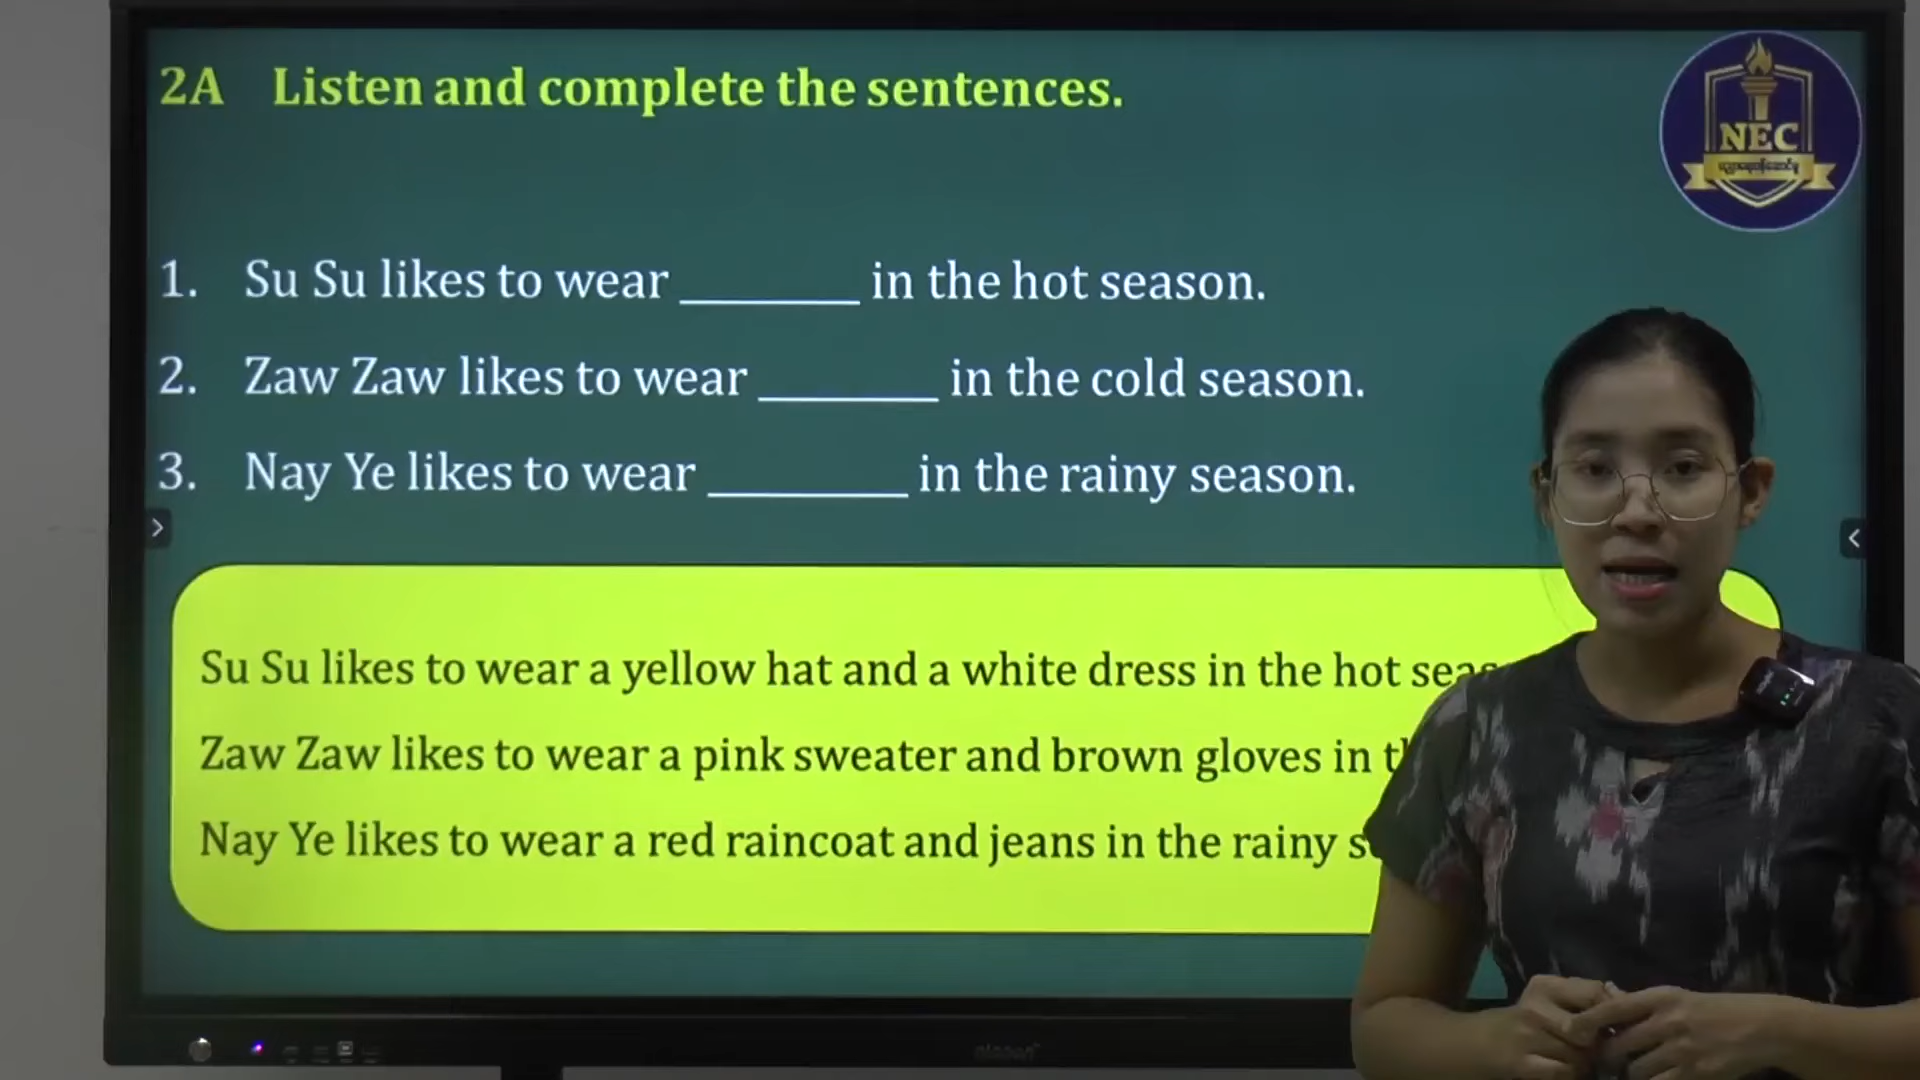 2A Listen and complete the sentences.
NEC
1. Su Su likes to wear ________ in the hot season.
2. Zaw Zaw likes to wear ________ in the cold season.
3. Nay Ye likes to wear _________ in the rainy season.
Su Su likes to wear a yellow hat and a white dress in the hot
Zaw Zaw likes to wear a pink sweater and brown gloves in
Nay Ye likes to wear a red raincoat and jeans in the rainy